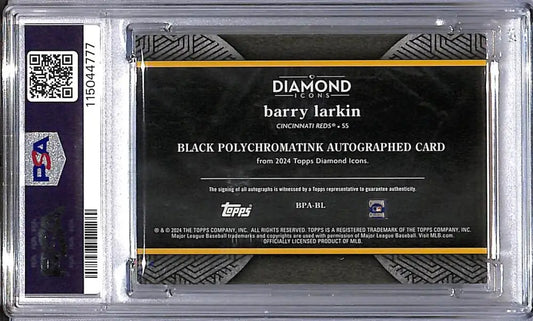 115044777
PSA
DIAMOND
ICONS
barry larkin
CINCINNATI REDS® • SS
BLACK POLYCHROMATINK AUTOGRAPHED CARD
from 2024 Topps Diamond Icons.
The signing of all autographs is witnessed by a Topps representative to guarantee authenticity.
Topps
BPA-BL
® & © 2024 THE TOPPS COMPANY, INC. ALL RIGHTS RESERVED. TOPPS IS A REGISTERED TRADEMARK OF THE TOPPS COMPANY, INC.
Major League Baseball trademarks and copyrights are used with permission of Major League Baseball. Visit MLB.com.
OFFICIALLY LICENSED PRODUCT OF MLB.